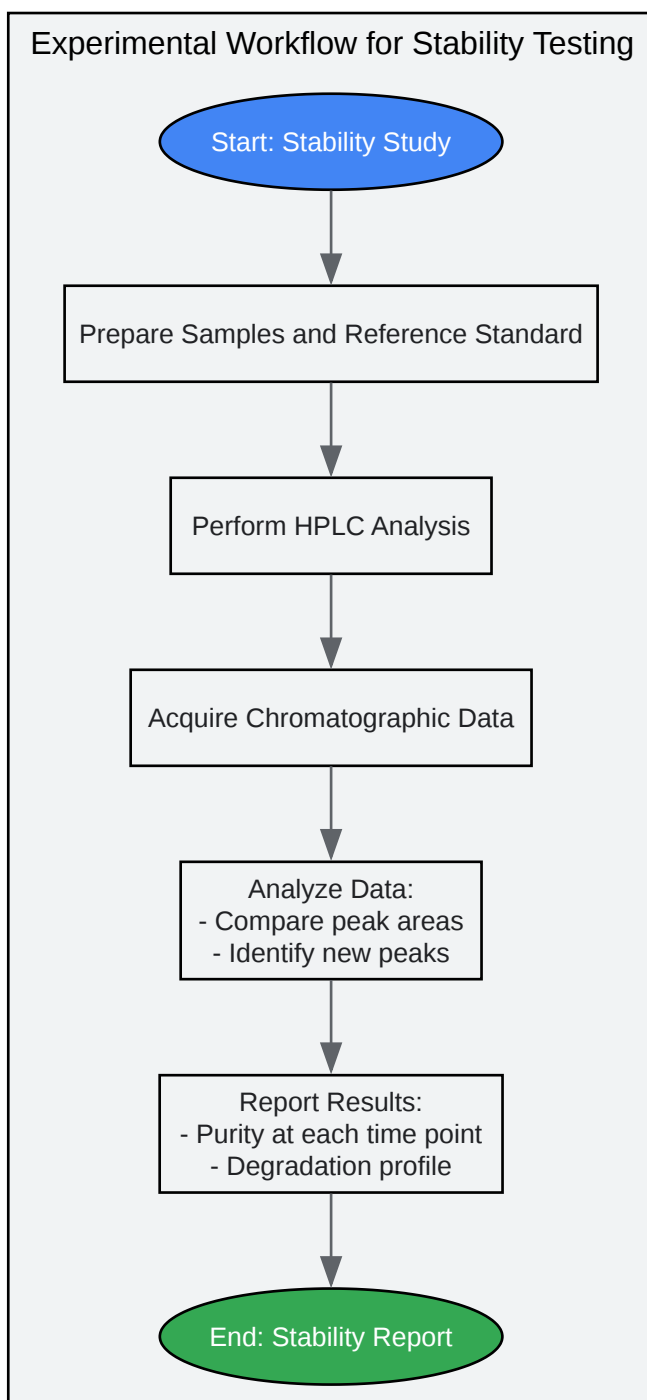 Experimental Workflow for Stability Testing
Start: Stability Study
Prepare Samples and Reference Standard
Perform HPLC Analysis
Acquire Chromatographic Data
Analyze Data:
- Compare peak areas
- Identify new peaks
Report Results:
- Purity at each time point
- Degradation profile
End: Stability Report